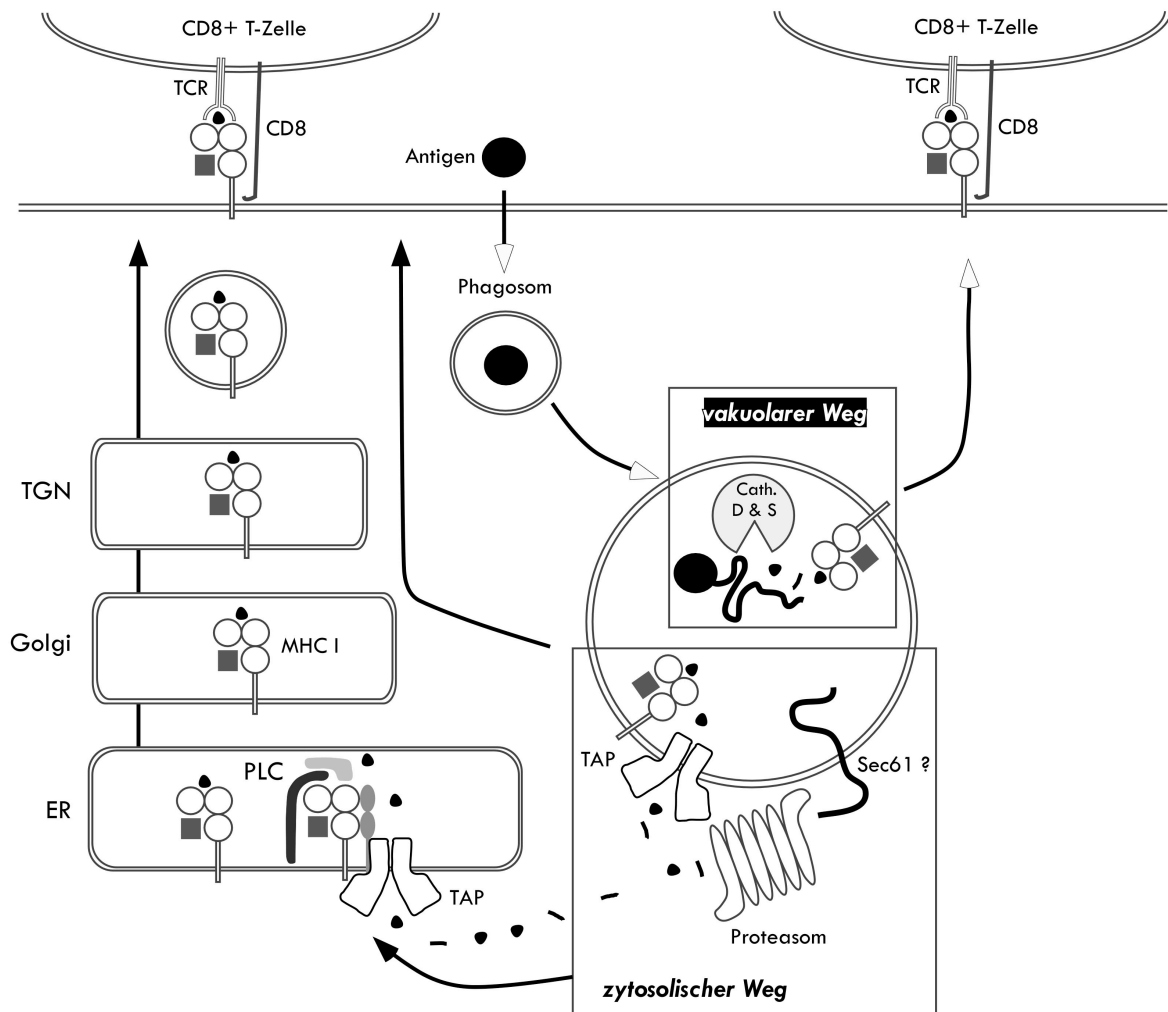 CD8+ T-Zelle
TCR
CD8
Antigen
CD8+ T-Zelle
TCR
CD8
Phagosom
vakuolarer Weg
Cath.
D & S
TGN
Golgi
MHC I
ER
PLC
TAP
TAP
Sec61 ?
Proteasom
zytosolischer Weg